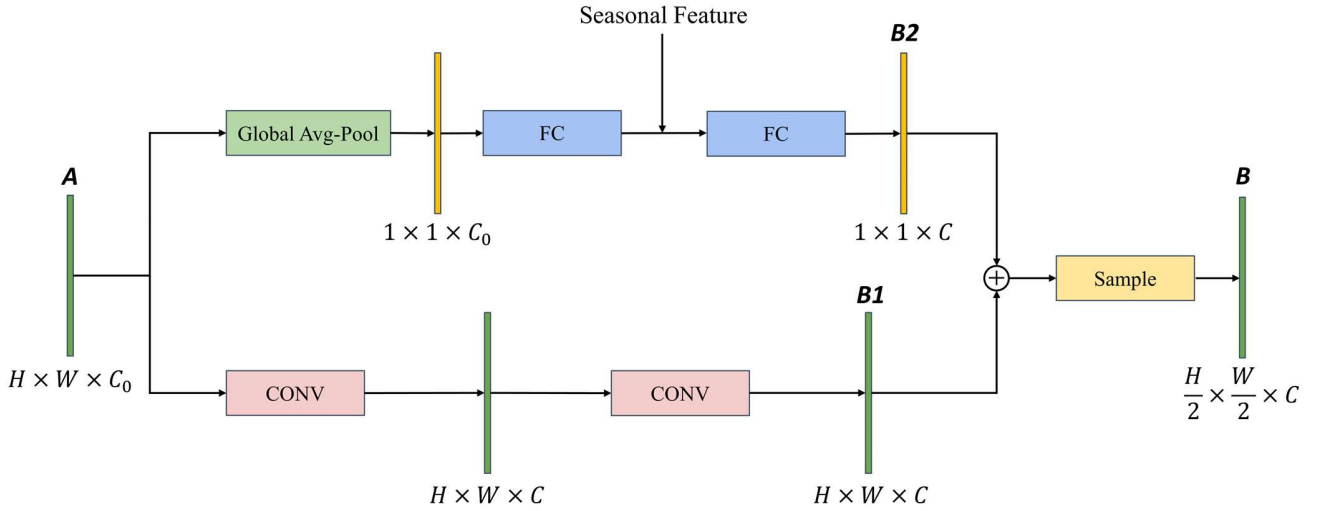 Seasonal Feature
B2
Global Avg-Pool
FC
FC
A
1 × 1 × C₀
1 × 1 × C
B
Sample
B1
H × W × C₀
CONV
CONV
H/2 × W/2 × C
H × W × C
H × W × C